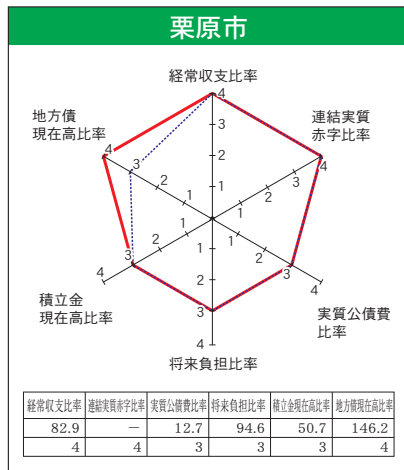 栗原市
経常収支比率
連結実質
赤字比率
実質公債費
比率
将来負担比率
積立金
現在高比率
地方債
現在高比率
4
3
2
1
4
3
2
1
4
3
2
1
4
3
2
1
4
3
2
1
4
3
2
1
経常収支比率 連結実質赤字比率 実質公債費比率 将来負担比率 積立金現在高比率 地方債現在高比率
82.9 － 12.7 94.6 50.7 146.2
4 4 3 3 3 4